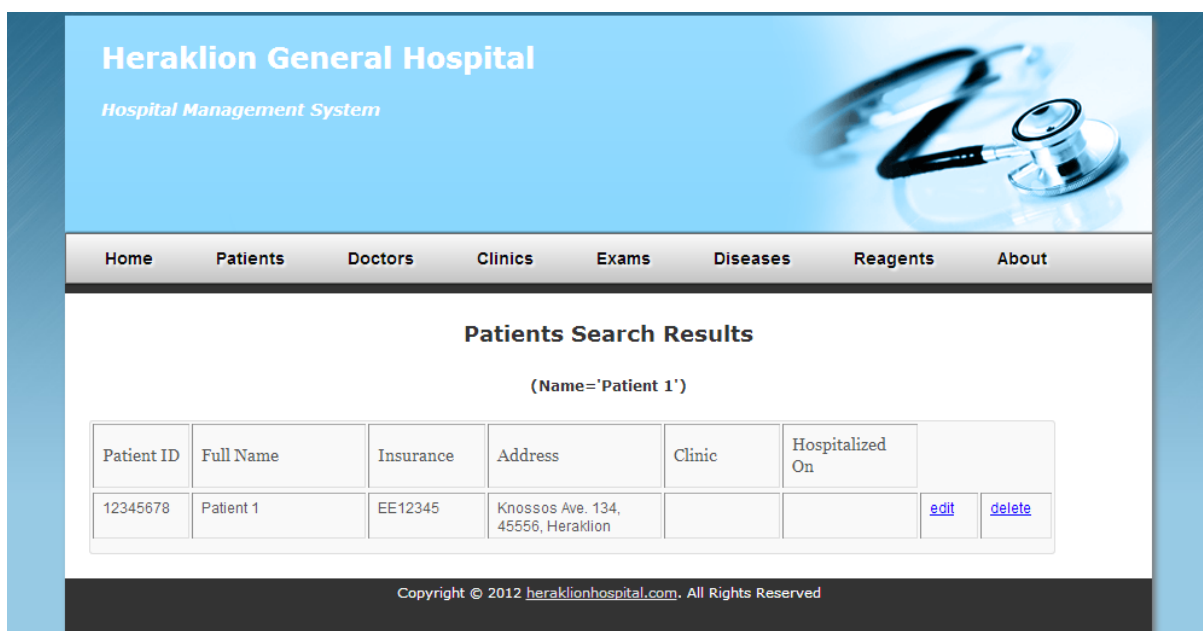 Heraklion General Hospital
Hospital Management System
Home Patients Doctors Clinics Exams Diseases Reagents About
Patients Search Results
(Name='Patient 1')
Patient ID Full Name Insurance Address Clinic Hospitalized On
12345678 Patient 1 EE12345 Knossos Ave. 134, 45556, Heraklion edit delete
Copyright © 2012 heraklionhospital.com. All Rights Reserved